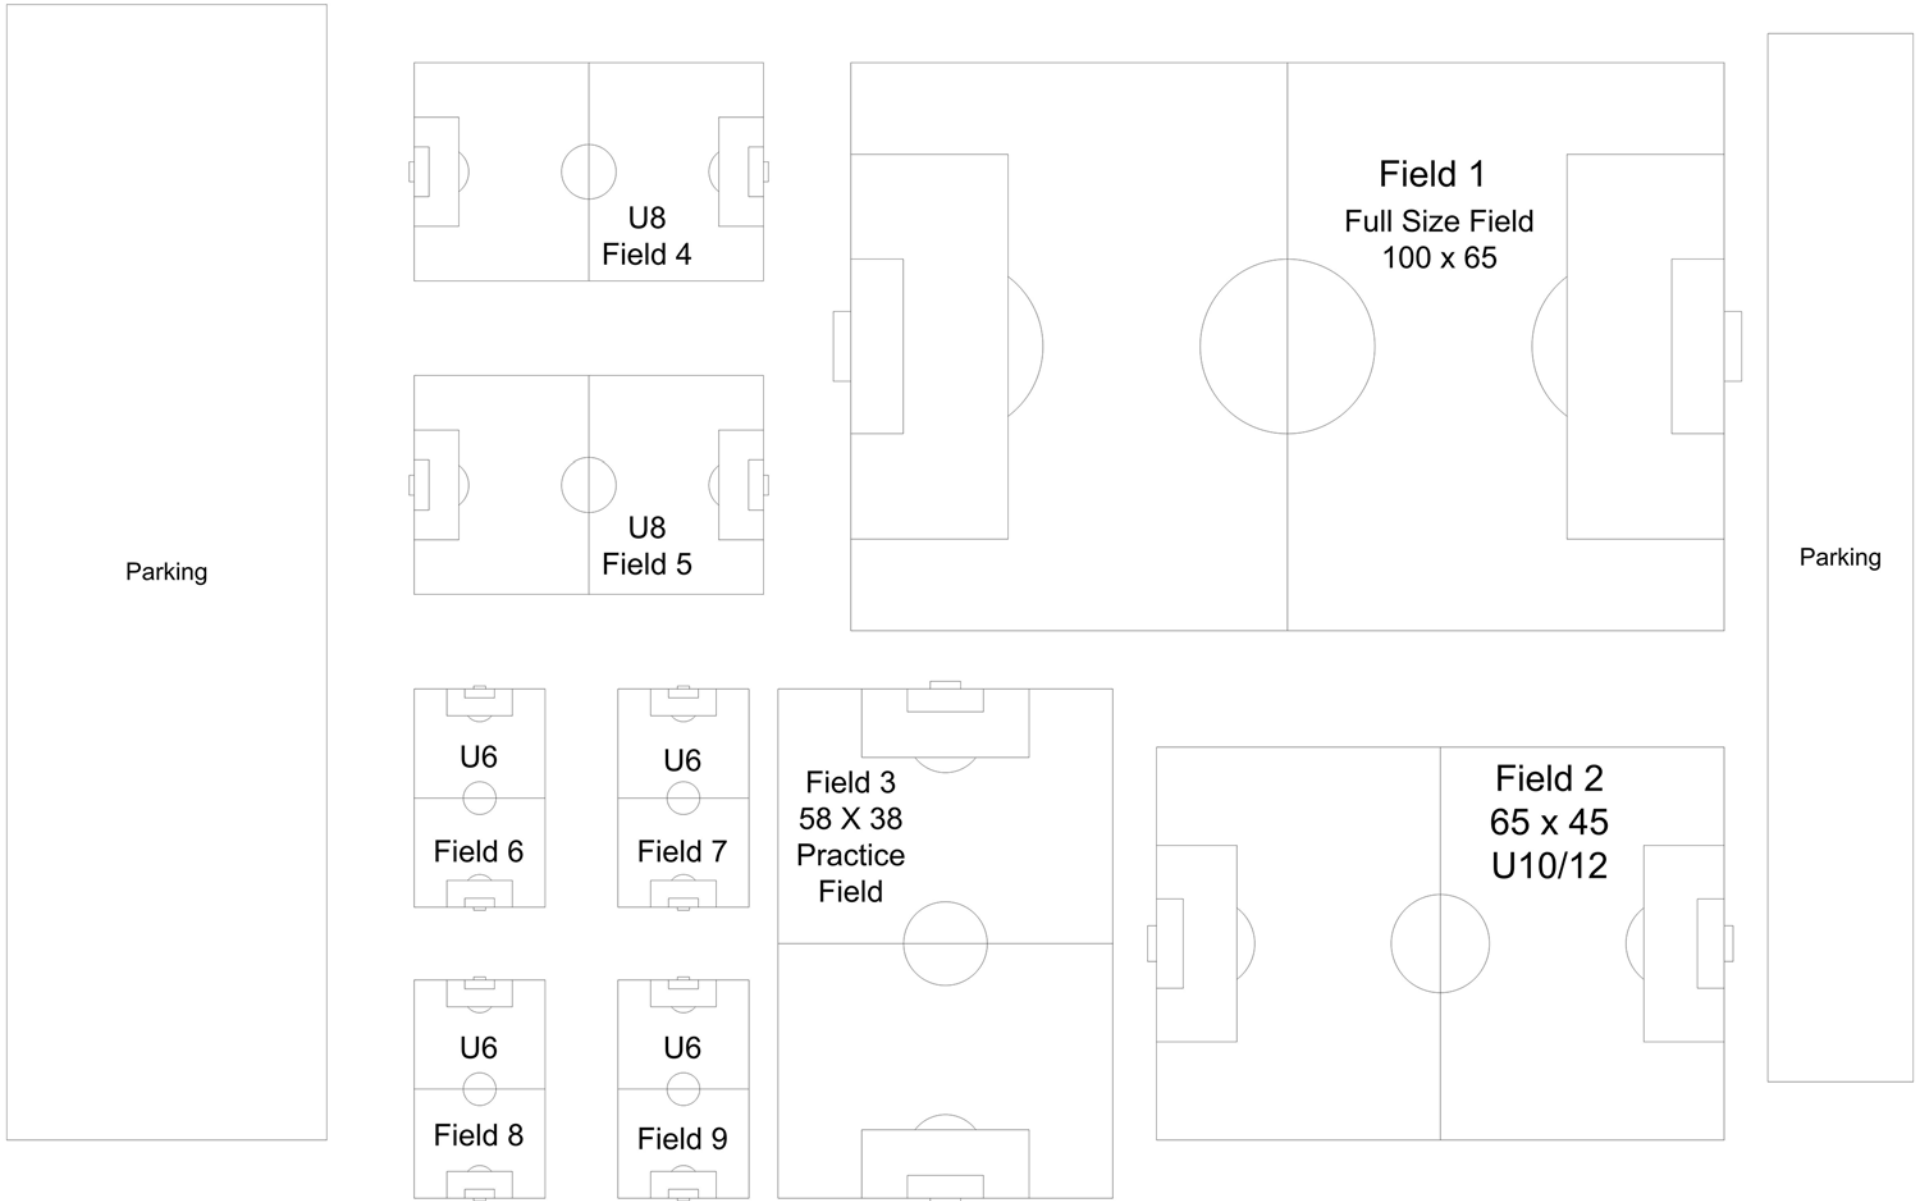 Parking
U8
Field 4
U8
Field 5
Field 1
Full Size Field
100 x 65
Parking
U6
Field 6
U6
Field 7
Field 3
58 X 38
Practice
Field
Field 2
65 x 45
U10/12
U6
Field 8
U6
Field 9